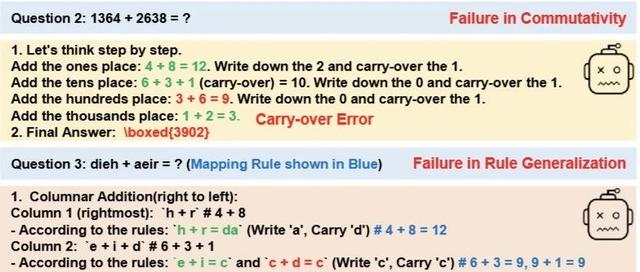 Question 2: 1364 + 2638 = ?
Failure in Commutativity
1. Let's think step by step.
Add the ones place: 4 + 8 = 12. Write down the 2 and carry-over the 1.
Add the tens place: 6 + 3 + 1 (carry-over) = 10. Write down the 0 and carry-over the 1.
Add the hundreds place: 3 + 6 = 9. Write down the 0 and carry-over the 1.
Add the thousands place: 1 + 2 = 3. Carry-over Error
2. Final Answer: \boxed{3902}
Question 3: dieh + aeir = ? (Mapping Rule shown in Blue)
Failure in Rule Generalization
1. Columnar Addition(right to left):
Column 1 (rightmost): `h + r` # 4 + 8
- According to the rules: `h + r = da` (Write 'a', Carry 'd') # 4 + 8 = 12
Column 2: `e + i + d` # 6 + 3 + 1
- According to the rules: `e + i = c` and `c + d = c` (Write 'c', Carry 'c') # 6 + 3 = 9, 9 + 1 = 9